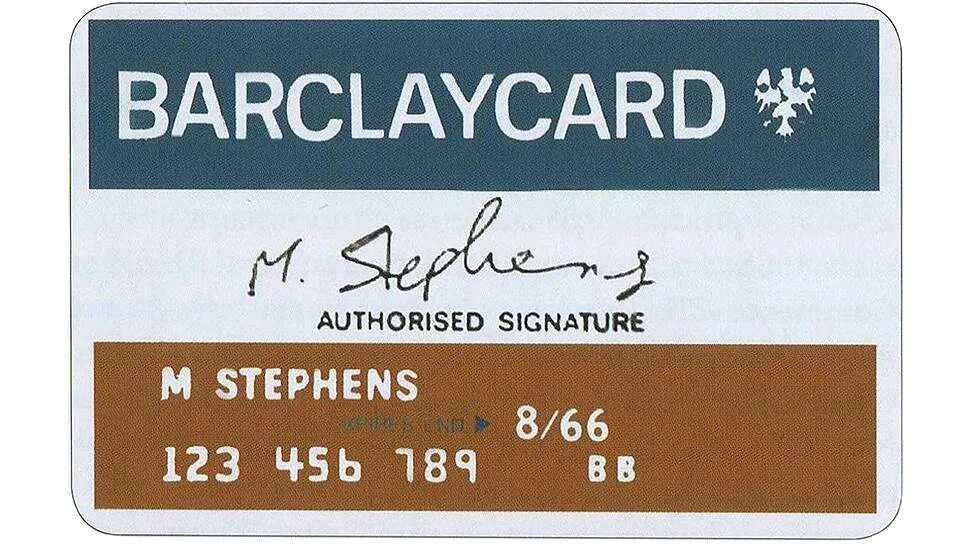 BARCLAYCARD
M. Stephens
AUTHORISED SIGNATURE
M STEPHENS
EXPIRES END ▶ 8/66
123 456 789 BB